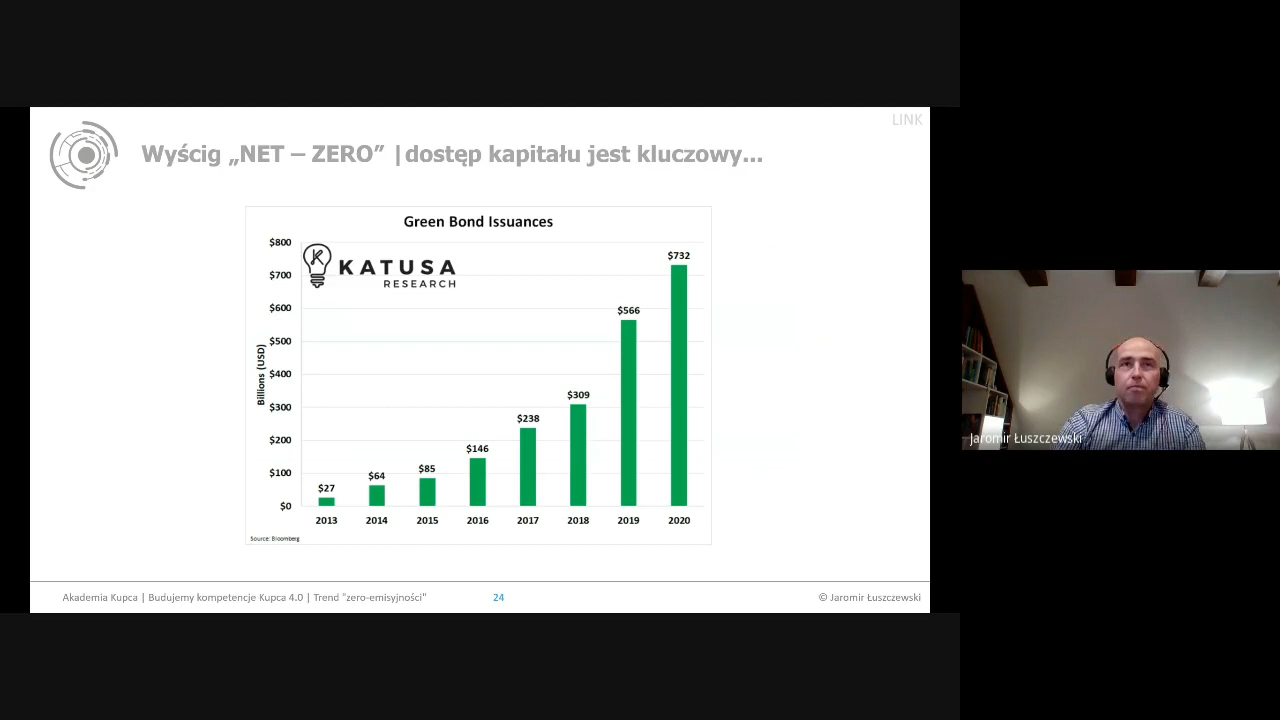 LINK
Wyścig „NET – ZERO” | dostęp kapitału jest kluczowy...
Green Bond Issuances
KATUSA
RESEARCH
Billions (USD)
$800
$700
$600
$500
$400
$300
$200
$100
$0
$27
$64
$85
$146
$238
$309
$566
$732
2013 2014 2015 2016 2017 2018 2019 2020
Source: Bloomberg
Akademia Kupca | Budujemy kompetencje Kupca 4.0 | Trend "zero-emisyjności" 24 © Jaromir Łuszczewski
Jaromir Łuszczewski